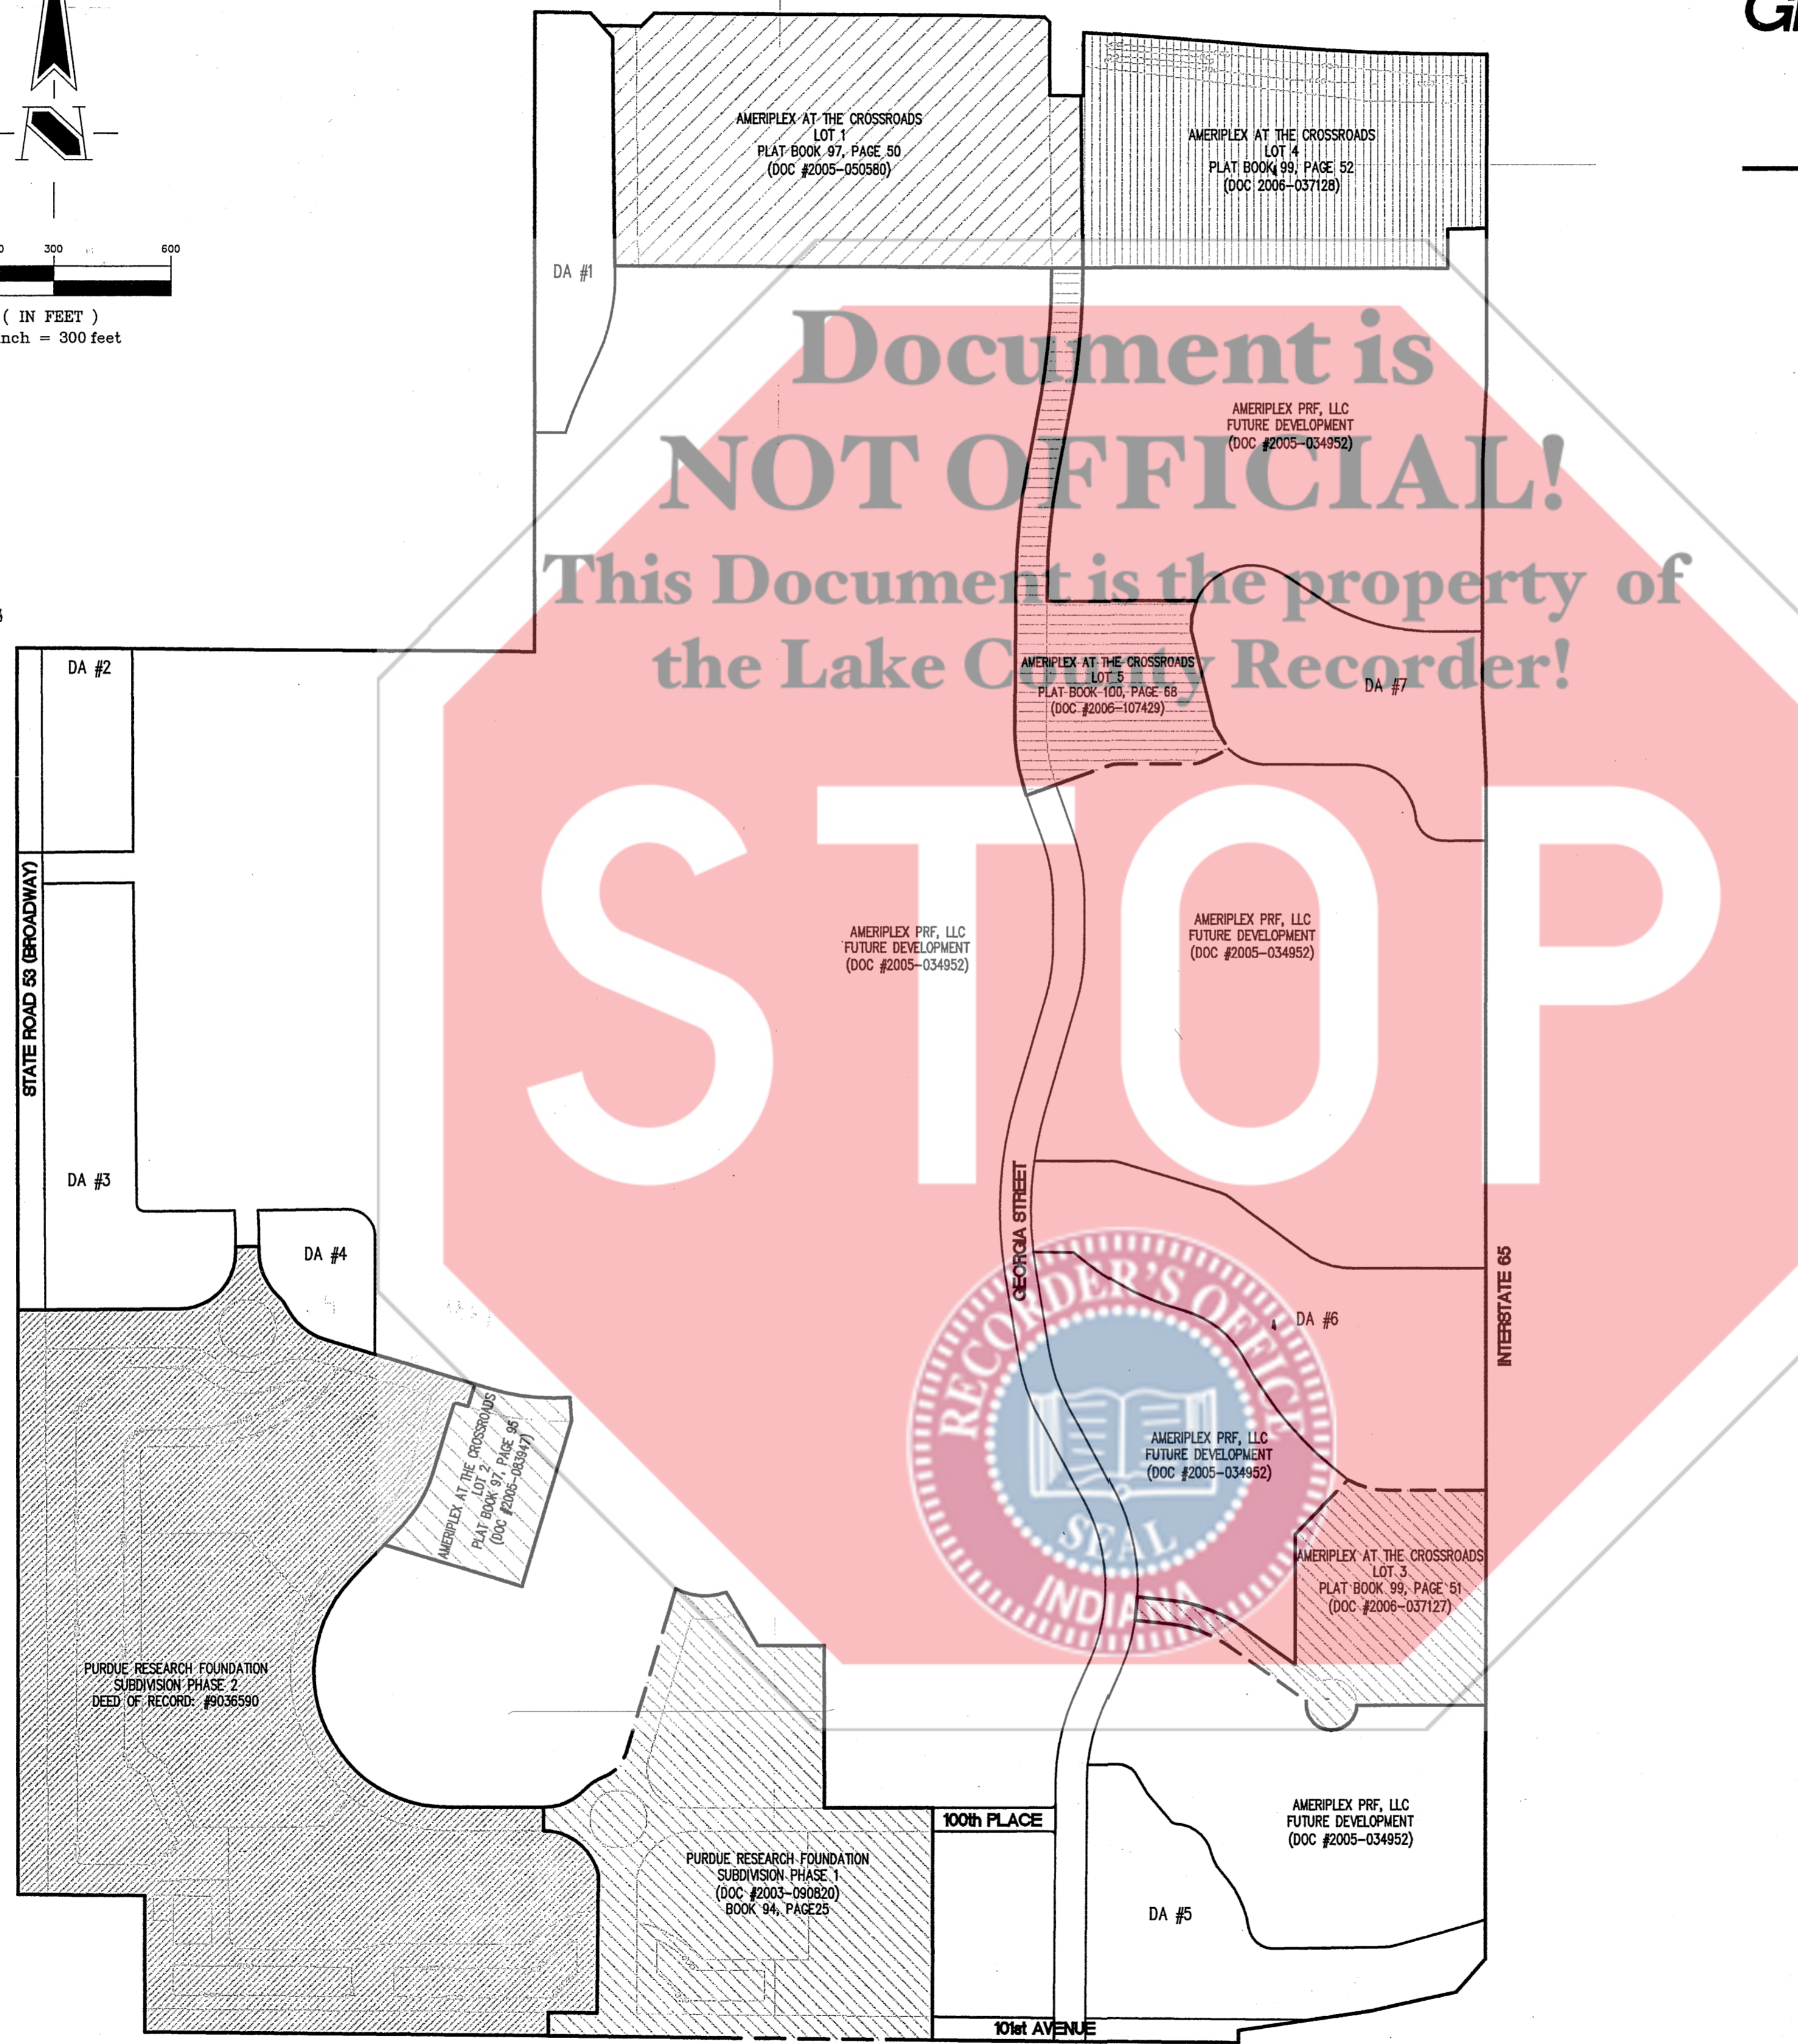 N
300
600
( IN FEET )
AMERIPLEX AT THE CROSSROADS
LOT 1
PLAT BOOK 97, PAGE 50
(DOC #2005-050580)
AMERIPLEX AT THE CROSSROADS
LOT 4
PLAT BOOK 99, PAGE 52
(DOC 2006-037128)
DA #1
Document is
NOT OFFICIAL!
This Document is the property of
the Lake County Recorder!
AMERIPLEX PRF, LLC
FUTURE DEVELOPMENT
(DOC #2005-034952)
AMERIPLEX AT THE CROSSROADS
LOT 5
PLAT BOOK 100, PAGE 68
(DOC #2006-107429)
DA #7
DA #2
STATE ROAD 53 (BROADWAY)
STOP
AMERIPLEX PRF, LLC
FUTURE DEVELOPMENT
(DOC #2005-034952)
AMERIPLEX PRF, LLC
FUTURE DEVELOPMENT
(DOC #2005-034952)
DA #3
DA #4
GEORGIA STREET
INTERSTATE 65
DA #6
RECORDER'S OFFICE
SEAL
INDIANA
AMERIPLEX PRF, LLC
FUTURE DEVELOPMENT
(DOC #2005-034952)
AMERIPLEX AT THE CROSSROADS
LOT 2
PLAT BOOK 97, PAGE 95
(DOC #2005-083947)
AMERIPLEX AT THE CROSSROADS
LOT 3
PLAT BOOK 99, PAGE 51
(DOC #2006-037127)
PURDUE RESEARCH FOUNDATION
SUBDIVISION PHASE 2
DEED OF RECORD: #9036590
100th PLACE
AMERIPLEX PRF, LLC
FUTURE DEVELOPMENT
(DOC #2005-034952)
PURDUE RESEARCH FOUNDATION
SUBDIVISION PHASE 1
(DOC #2003-090820)
BOOK 94, PAGE25
DA #5
101st AVENUE